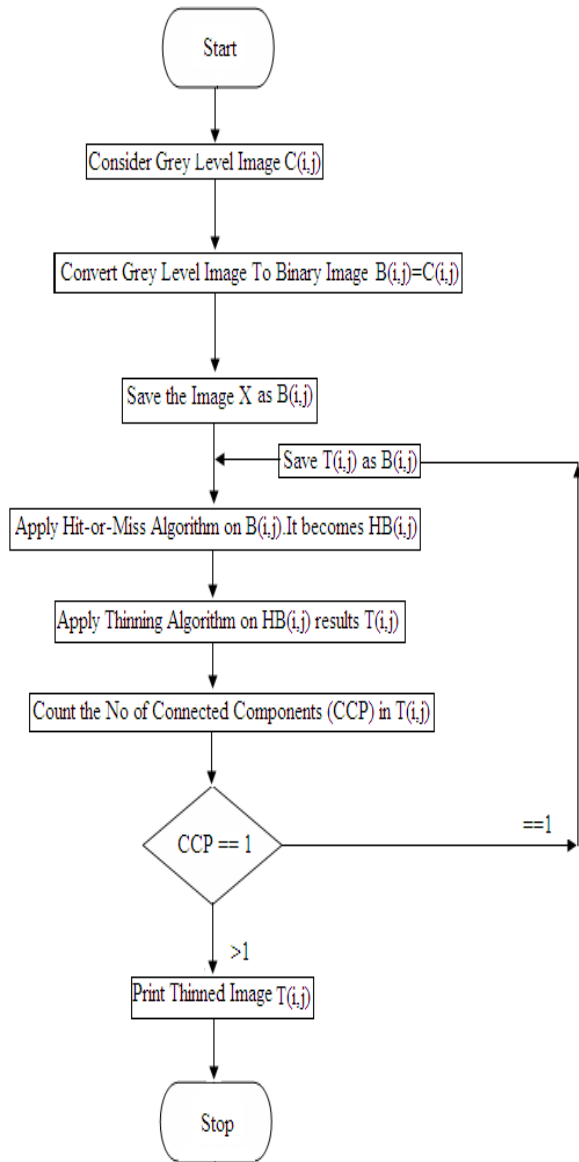 Start
Consider Grey Level Image C(i,j)
Convert Grey Level Image To Binary Image B(i,j)=C(i,j)
Save the Image X as B(i,j)
Save T(i,j) as B(i,j)
Apply Hit-or-Miss Algorithm on B(i,j).It becomes HB(i,j)
Apply Thinning Algorithm on HB(i,j) results T(i,j)
Count the No of Connected Components (CCP) in T(i,j)
CCP == 1
==1
>1
Print Thinned Image T(i,j)
Stop